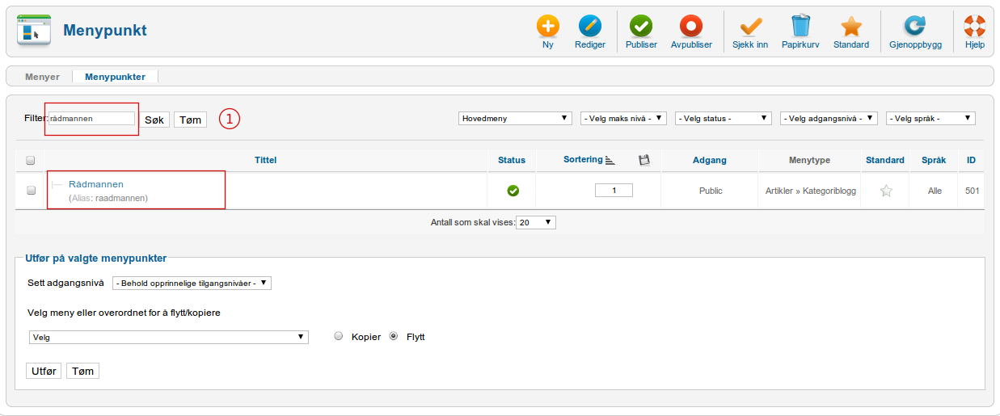 Menypunkt
Ny Rediger Publiser Avpubliser Sjekk inn Papirkurv Standard Gjenoppbygg Hjelp
Menyer Menypunkter
Filter: rådmannen Søk Tøm 1 Hovedmeny - Velg maks nivå - - Velg status - - Velg adgangsnivå - - Velg språk -
Tittel Status Sortering Adgang Menytype Standard Språk ID
Rådmannen
(Alias: raadmannen) 1 Public Artikler » Kategoriblogg Alle 501
Antall som skal vises: 20
Utfør på valgte menypunkter
Sett adgangsnivå - Behold opprinnelige tilgangsnivåer -
Velg meny eller overordnet for å flytt/kopiere
Velg Kopier Flytt
Utfør Tøm